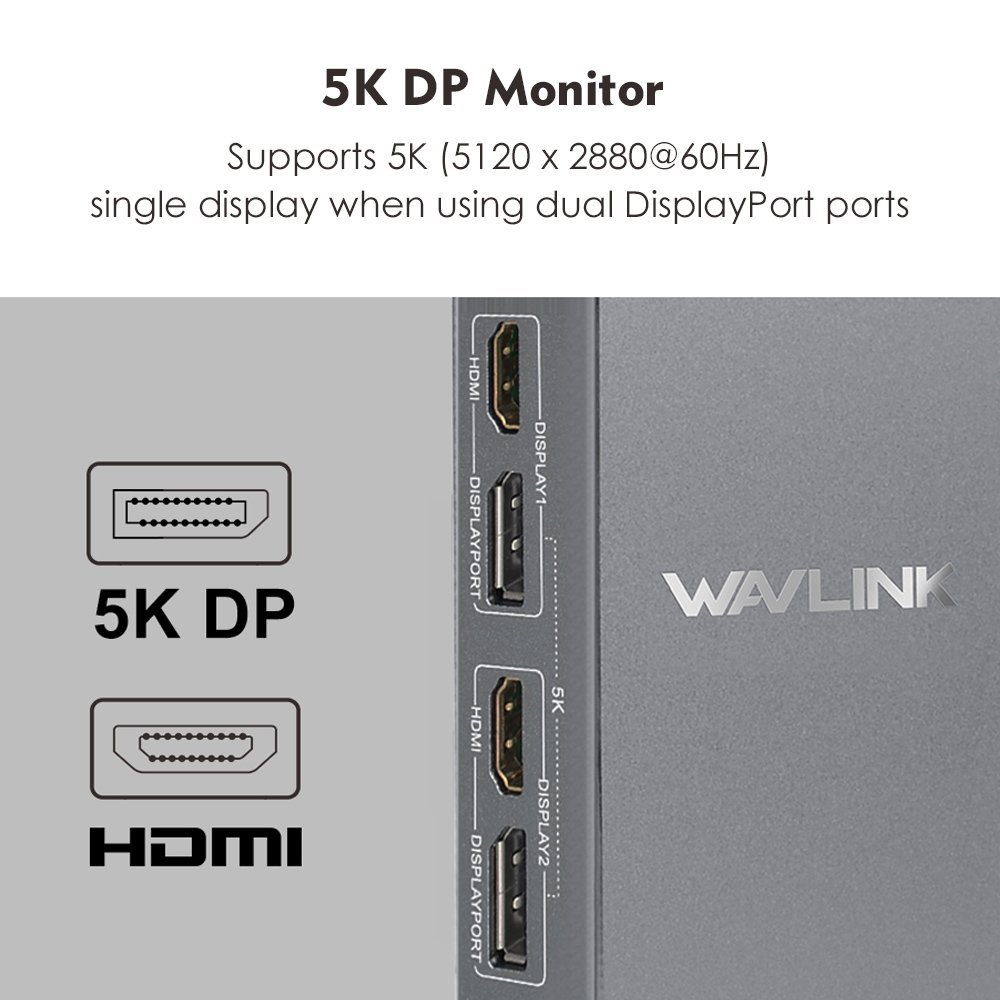 5K DP Monitor
Supports 5K (5120 x 2880@60Hz)
single display when using dual DisplayPort ports
5K DP
HDMI
HDMI
DISPLAYPORT
DISPLAY1
5K
HDMI
DISPLAYPORT
DISPLAY2
WAVLINK